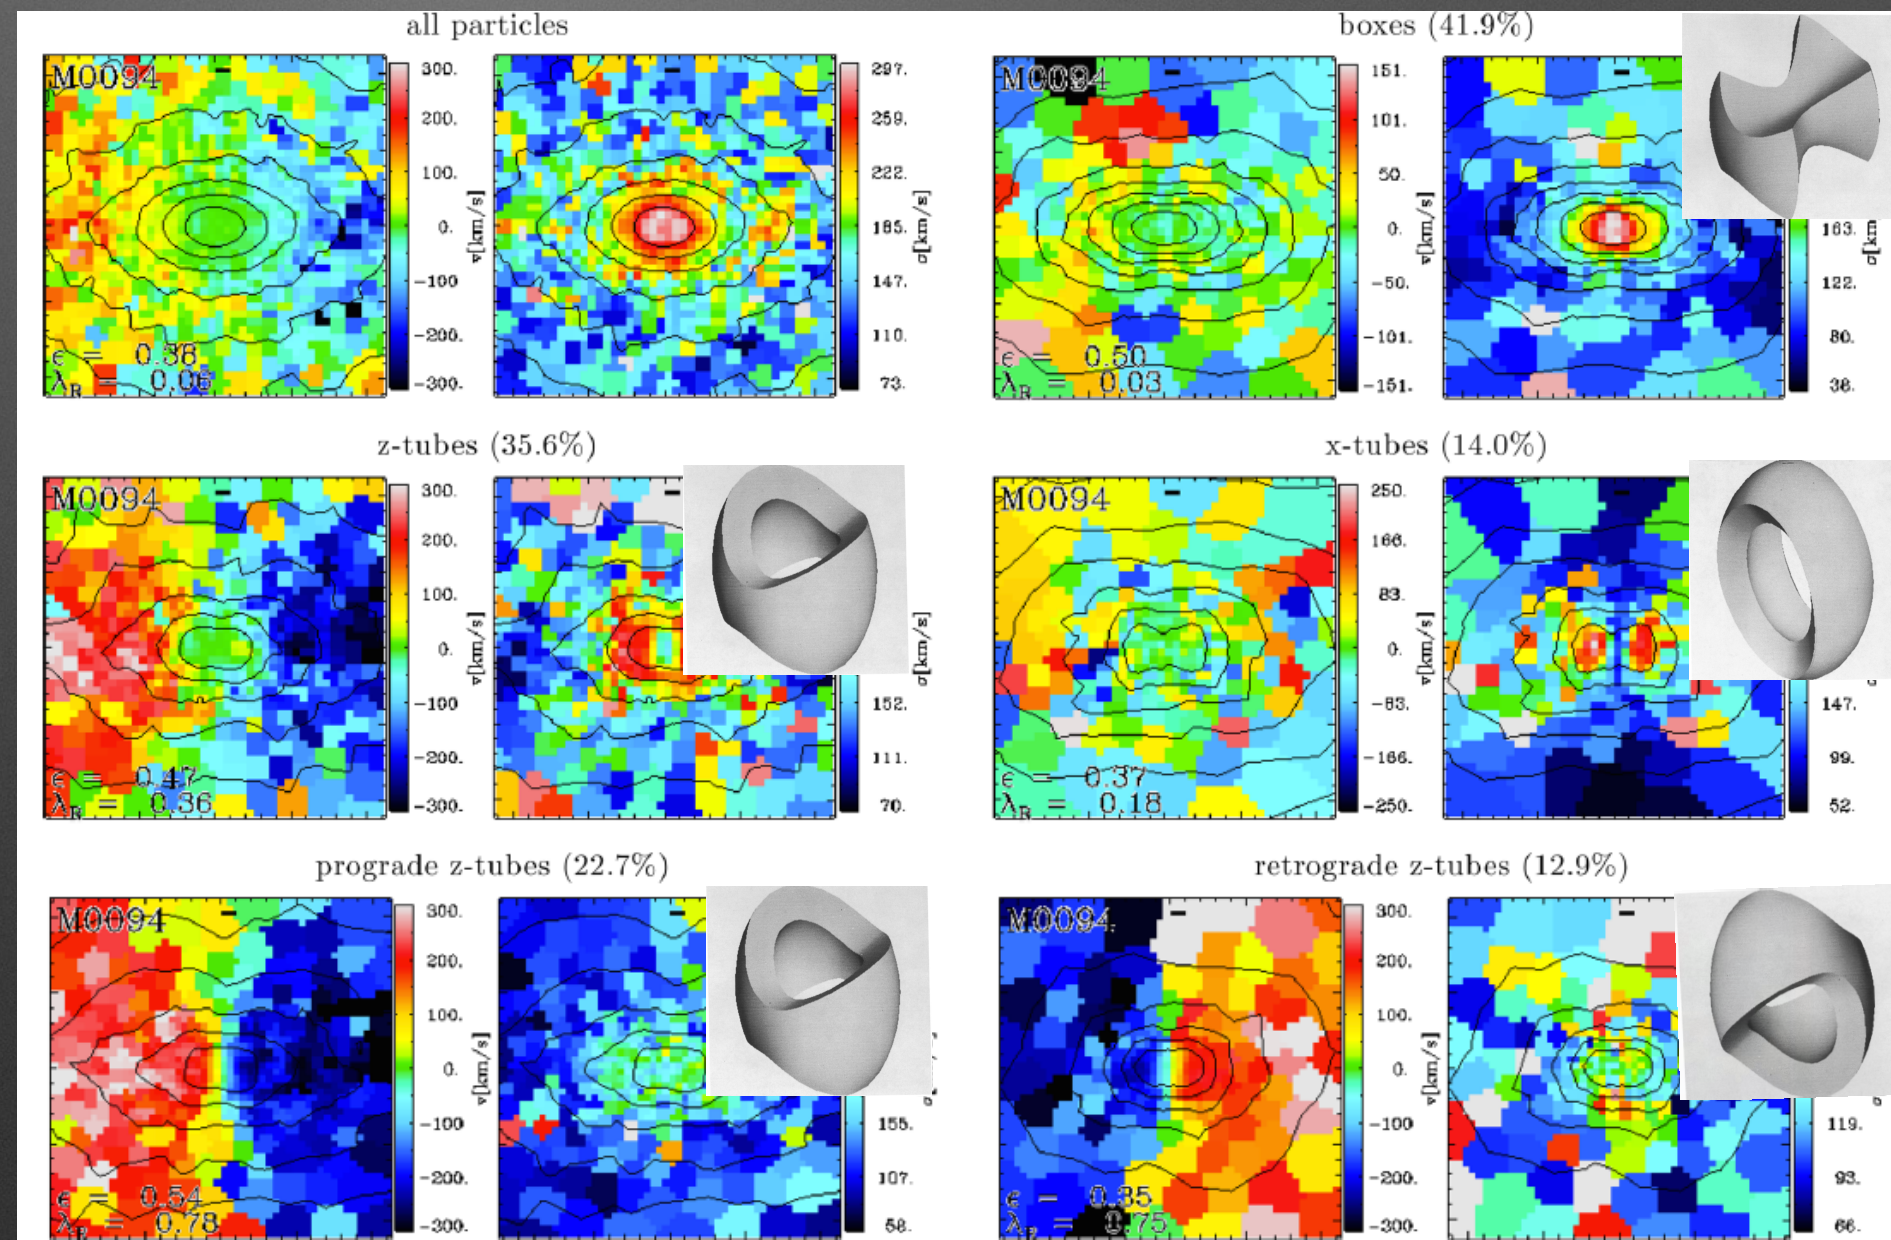 all particles
M0094
300.
200.
100.
0.
-100
-200.
-300.
v[km/s]
ϵ = 0.38
λR = 0.06
297.
259.
222.
185.
147.
110.
73.
σ[km/s]
boxes (41.9%)
M0094
151.
101.
50.
0.
-50.
-101.
-151.
v[km/s]
ϵ = 0.50
λR = 0.03
163.
122.
80.
38.
σ[km
z-tubes (35.6%)
M0094
300.
200.
100.
0.
-100
-200.
-300.
v[km/s]
ϵ = 0.47
λR = 0.36
152.
111.
70.
σ[km/s]
x-tubes (14.0%)
M0094
250.
166.
83.
0.
-83.
-166.
-250.
v[km/s]
ϵ = 0.37
λR = 0.18
147.
99.
52.
prograde z-tubes (22.7%)
M0094
300.
200.
100.
0.
-100
-200.
-300.
v[km/s]
ϵ = 0.54
λR = 0.78
155.
107.
58.
retrograde z-tubes (12.9%)
M0094
300.
200.
100.
0.
-100
-200.
-300.
v[km/s]
ϵ = 0.35
λR = 0.75
119.
93.
66.